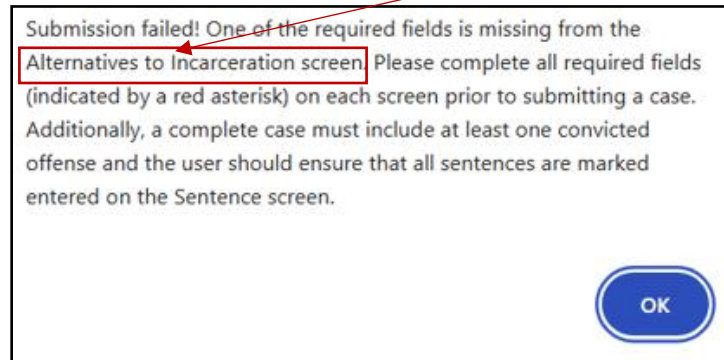 Submission failed! One of the required fields is missing from the
Alternatives to Incarceration screen. Please complete all required fields
(indicated by a red asterisk) on each screen prior to submitting a case.
Additionally, a complete case must include at least one convicted
offense and the user should ensure that all sentences are marked
entered on the Sentence screen.
OK